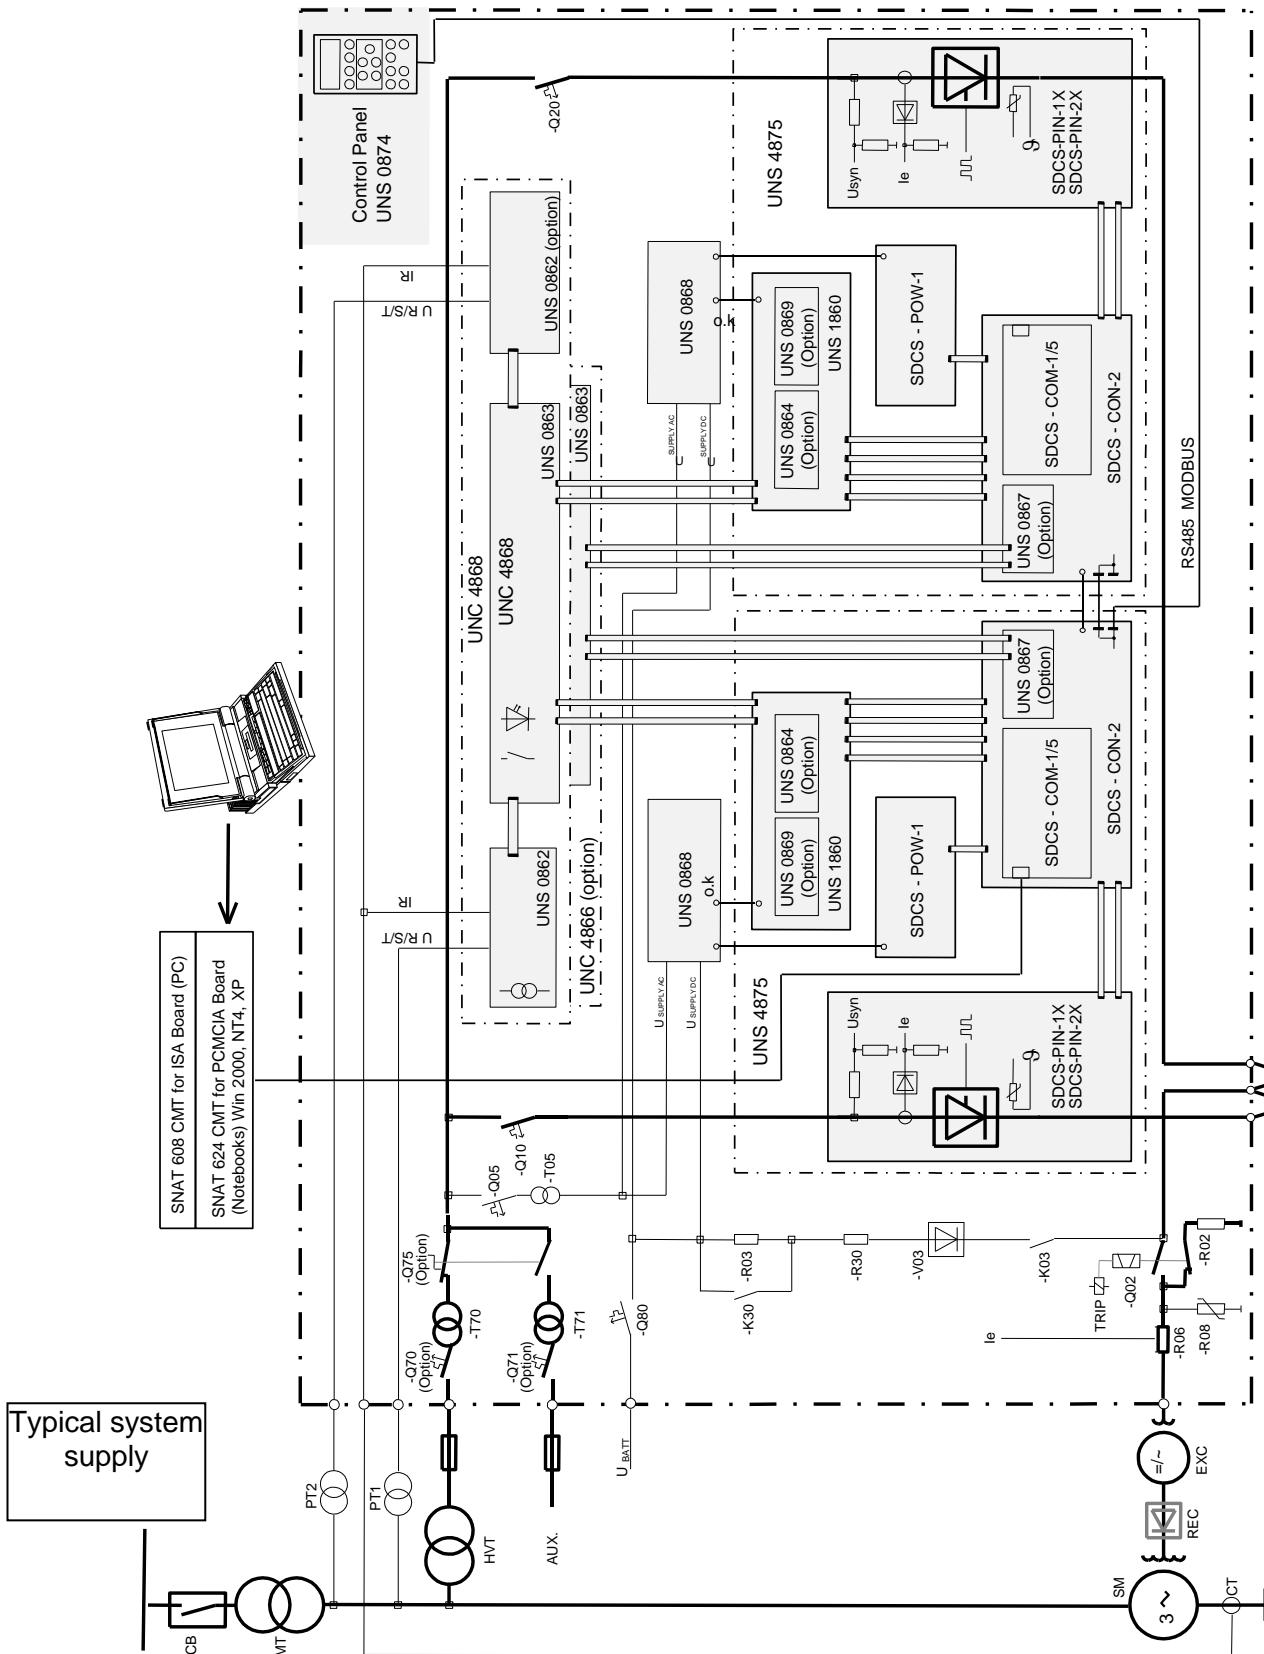 Control Panel
UNS 0874
-Q20
UNS 4875
Usyn
Ie
ϑ
SDCS-PIN-1X
SDCS-PIN-2X
IR
U R/S/T
UNS 0862 (option)
UNS 0863
UNS 0863
UNC 4868
UNC 4868
UNS 0868
o.k
U SUPPLY AC
U SUPPLY DC
UNS 0869
(Option)
UNS 0864
(Option)
UNS 1860
SDCS - POW-1
SDCS - COM-1/5
SDCS - CON-2
UNS 0867
(Option)
RS485 MODBUS
UNS 0862
UNC 4866 (option)
IR
U R/S/T
UNS 0868
o.k
U SUPPLY AC
U SUPPLY DC
UNS 0864
(Option)
UNS 0869
(Option)
UNS 1860
SDCS - POW-1
UNS 0867
(Option)
SDCS - COM-1/5
SDCS - CON-2
UNS 4875
Usyn
Ie
ϑ
SDCS-PIN-1X
SDCS-PIN-2X
SNAT 608 CMT for ISA Board (PC)
SNAT 624 CMT for PCMCIA Board
(Notebooks) Win 2000, NT4, XP
-Q10
-Q05
-T05
-Q75
(Option)
-T70
-Q70
(Option)
-T71
-Q71
(Option)
-Q80
-R03
-K30
-R30
-V03
-K03
TRIP
-Q02
-R02
Ie
-R06
-R08
Typical system
supply
PT2
PT1
HVT
AUX.
U BATT
=/~
EXC
REC
SM
3 ~
CT
CB
MT